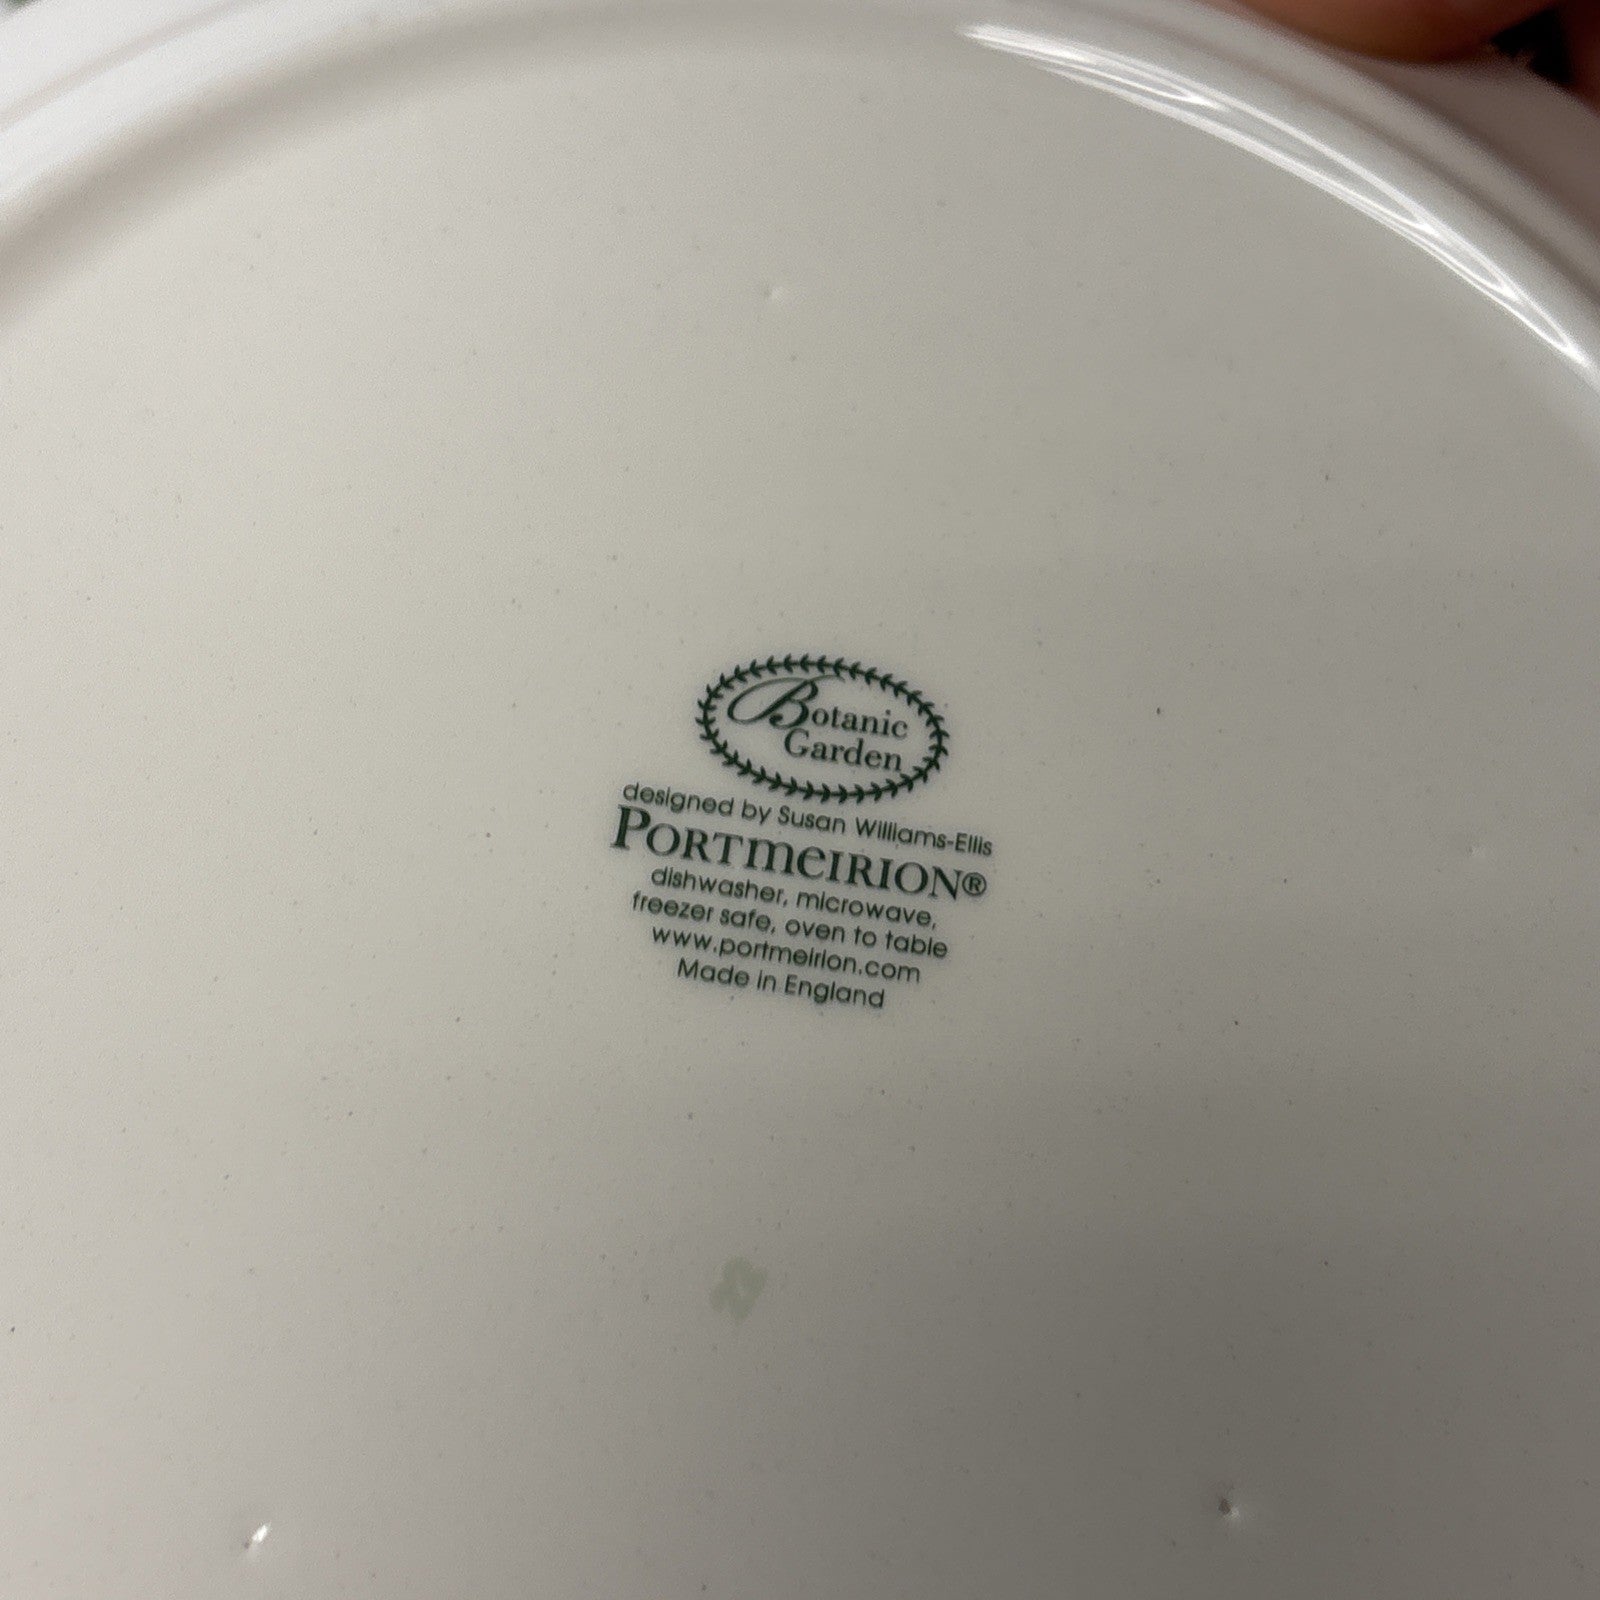 Botanic
Garden
designed by Susan Williams-Ellis
PORTMEIRION®
dishwasher, microwave,
freezer safe, oven to table
www.portmeirion.com
Made in England